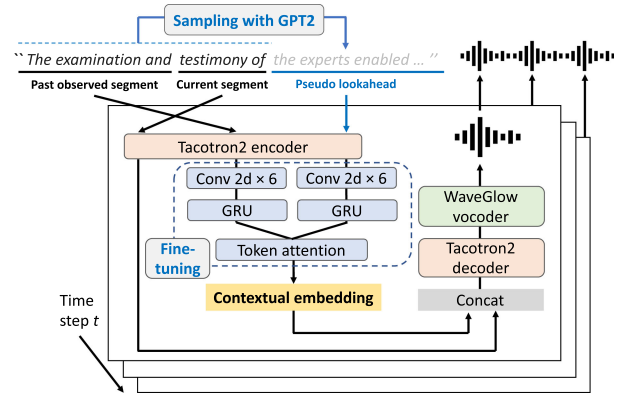 Sampling with GPT2
`` The examination and testimony of the experts enabled ... ’’
Past observed segment Current segment Pseudo lookahead
Tacotron2 encoder
Conv 2d × 6 Conv 2d × 6
GRU GRU
Token attention
Fine-
tuning
Contextual embedding
WaveGlow
vocoder
Tacotron2
decoder
Concat
Time
step t